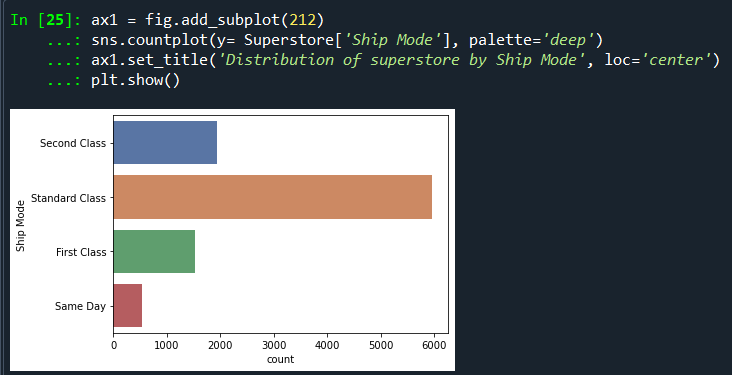 In [25]: ax1 = fig.add_subplot(212)
...: sns.countplot(y= Superstore['Ship Mode'], palette='deep')
...: ax1.set_title('Distribution of superstore by Ship Mode', loc='center')
...: plt.show()
Second Class
Standard Class
First Class
Same Day
Ship Mode
0 1000 2000 3000 4000 5000 6000
count